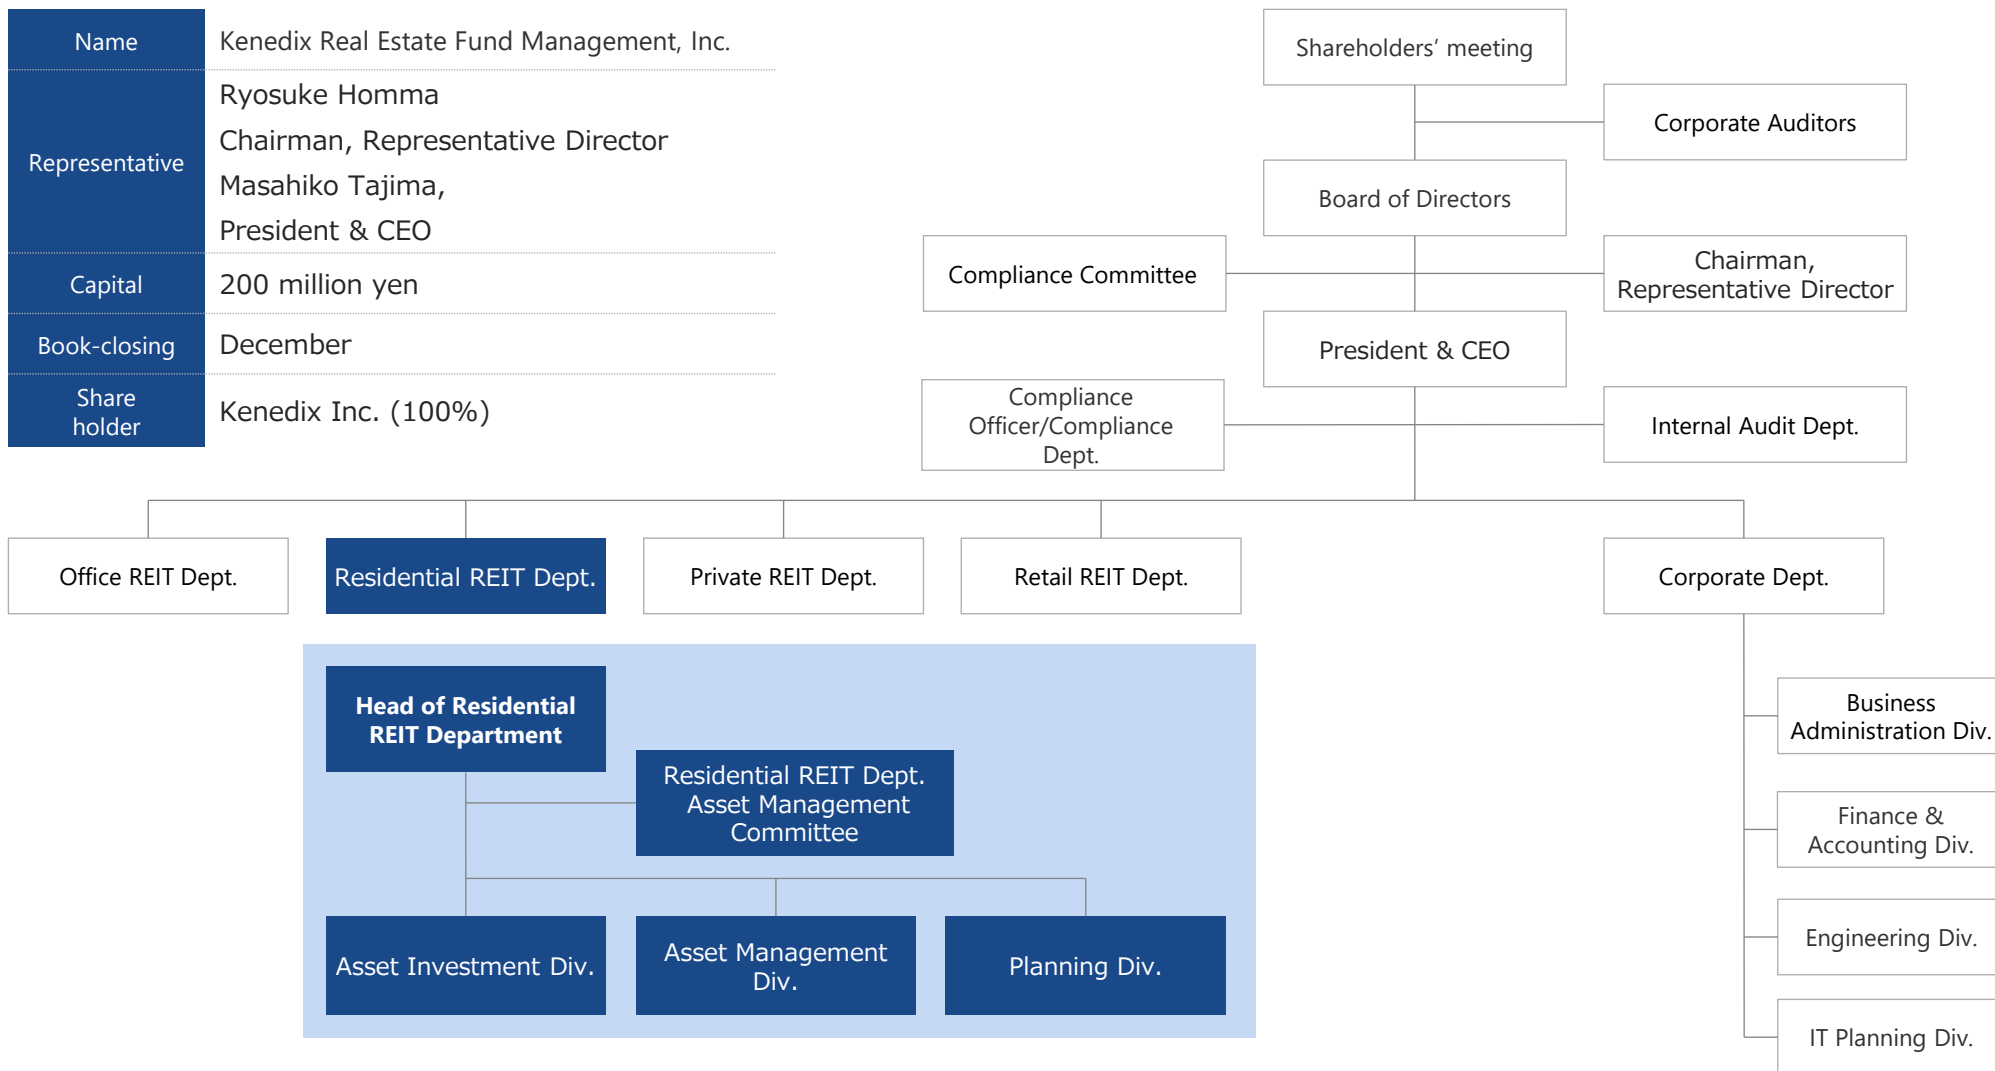 Name
Kenedix Real Estate Fund Management, Inc.
Representative
Ryosuke Homma
Chairman, Representative Director
Masahiko Tajima,
President & CEO
Capital
200 million yen
Book-closing
December
Share
holder
Kenedix Inc. (100%)
Shareholders’ meeting
Corporate Auditors
Board of Directors
Compliance Committee
Chairman,
Representative Director
President & CEO
Compliance
Officer/Compliance
Dept.
Internal Audit Dept.
Office REIT Dept.
Residential REIT Dept.
Private REIT Dept.
Retail REIT Dept.
Corporate Dept.
Head of Residential
REIT Department
Residential REIT Dept.
Asset Management
Committee
Asset Investment Div.
Asset Management
Div.
Planning Div.
Business
Administration Div.
Finance &
Accounting Div.
Engineering Div.
IT Planning Div.